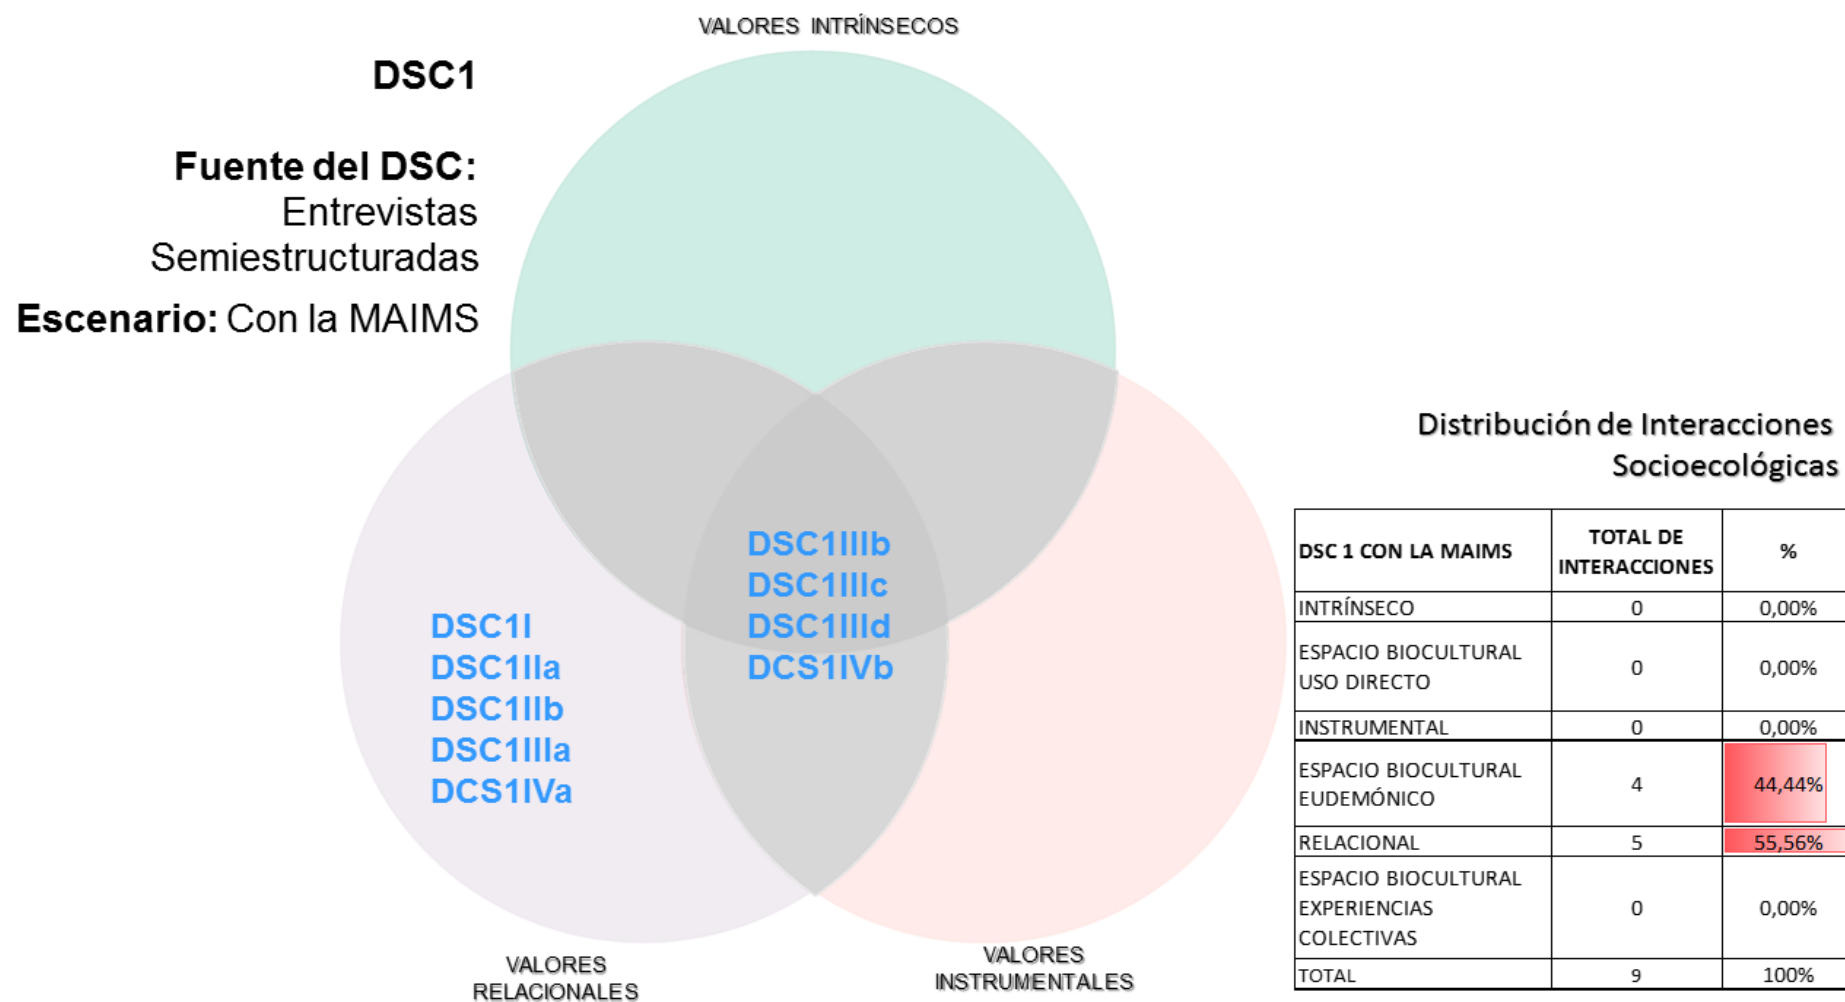 VALORES INTRÍNSECOS
DSC1
Fuente del DSC:
Entrevistas
Semiestructuradas
Escenario: Con la MAIMS
DSC1IIIb
DSC1IIIc
DSC1IIId
DCS1IVb
DSC1I
DSC1IIa
DSC1IIb
DSC1IIIa
DCS1IVa
VALORES
RELACIONALES
VALORES
INSTRUMENTALES
Distribución de Interacciones
Socioecológicas
DSC 1 CON LA MAIMS TOTAL DE INTERACCIONES %
INTRÍNSECO 0 0,00%
ESPACIO BIOCULTURAL USO DIRECTO 0 0,00%
INSTRUMENTAL 0 0,00%
ESPACIO BIOCULTURAL EUDEMÓNICO 4 44,44%
RELACIONAL 5 55,56%
ESPACIO BIOCULTURAL EXPERIENCIAS COLECTIVAS 0 0,00%
TOTAL 9 100%